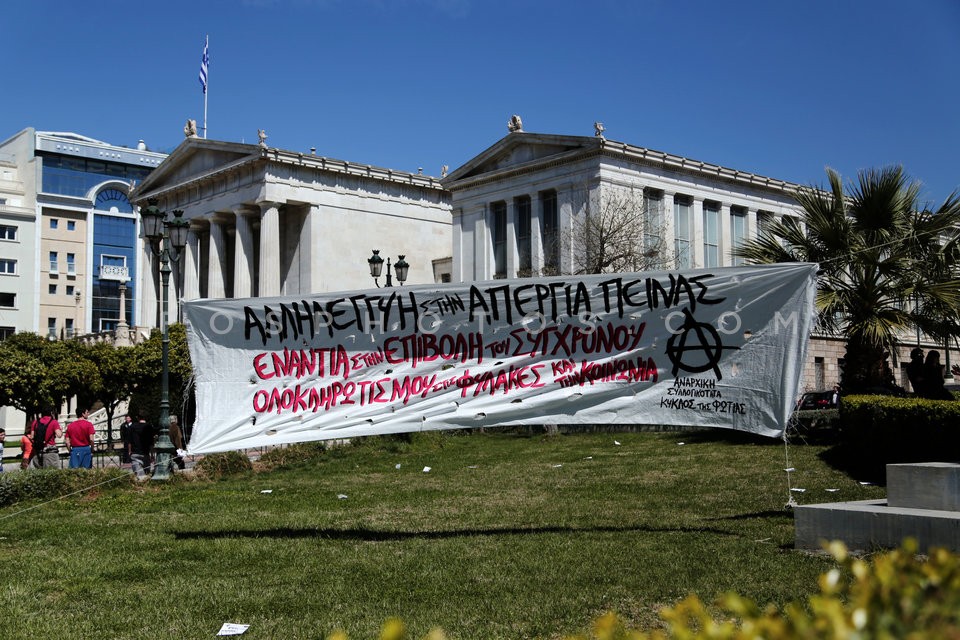 ΑΛΛΗΛΕΓΓΥΗ ΣΤΗΝ ΑΠΕΡΓΙΑ ΠΕΙΝΑΣ
ΕΝΑΝΤΙΑ ΣΤΗΝ ΕΠΙΒΟΛΗ ΤΟΥ ΣΥΓΧΡΟΝΟΥ
ΟΛΟΚΛΗΡΩΤΙΣΜΟΥ ΣΤΙΣ ΦΥΛΑΚΕΣ ΚΑΙ ΤΗΝ ΚΟΙΝΩΝΙΑ
ΑΝΑΡΧΙΚΗ
ΣΥΛΛΟΓΙΚΟΤΗΤΑ
ΚΥΚΛΟΣ ΤΗΣ ΦΩΤΙΑΣ